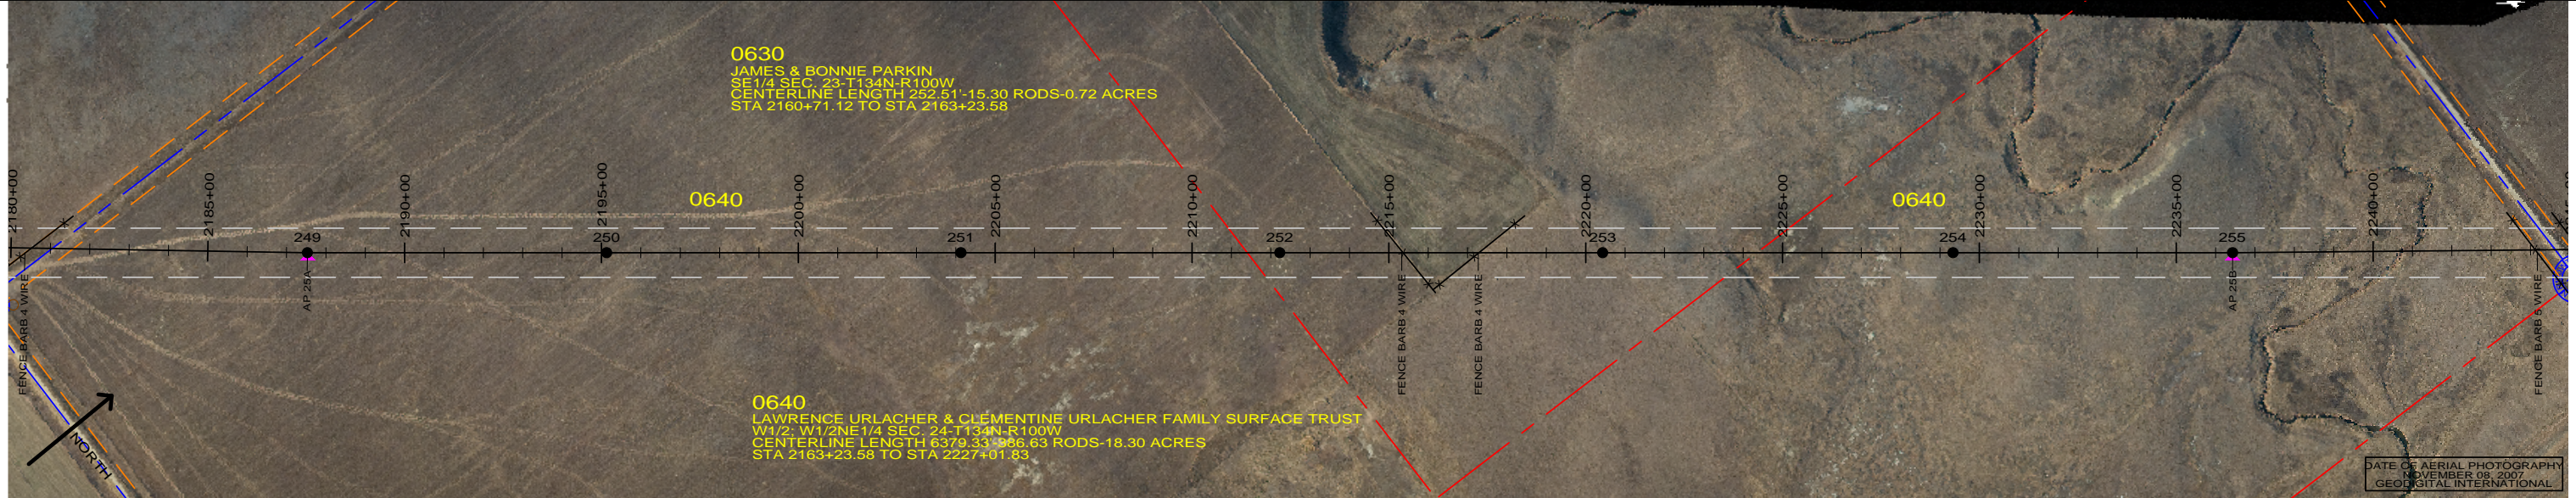 0630
JAMES & BONNIE PARKIN
SE1/4 SEC. 23-T134N-R100W
CENTERLINE LENGTH 252.51'-15.30 RODS-0.72 ACRES
STA 2160+71.12 TO STA 2163+23.58
2180+00
2185+00
2190+00
2195+00
2200+00
2205+00
2210+00
2215+00
2220+00
2225+00
2230+00
2235+00
2240+00
0640
0640
249
250
251
252
253
254
255
FENCE BARB 4 WIRE
AP 25A
FENCE BARB 4 WIRE
FENCE BARB 4 WIRE
AP 25B
FENCE BARB 5 WIRE
NORTH
0640
LAWRENCE URLACHER & CLEMENTINE URLACHER FAMILY SURFACE TRUST
W1/2; W1/2NE1/4 SEC. 24-T134N-R100W
CENTERLINE LENGTH 6379.33'-386.63 RODS-18.30 ACRES
STA 2163+23.58 TO STA 2227+01.83
DATE OF AERIAL PHOTOGRAPHY
NOVEMBER 08, 2007
GEODIGITAL INTERNATIONAL